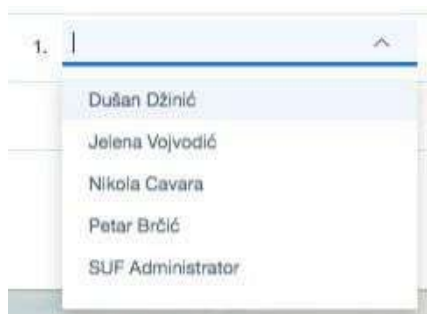 1.
Dušan Džinić
Jelena Vojvodić
Nikola Cavara
Petar Brčić
SUF Administrator